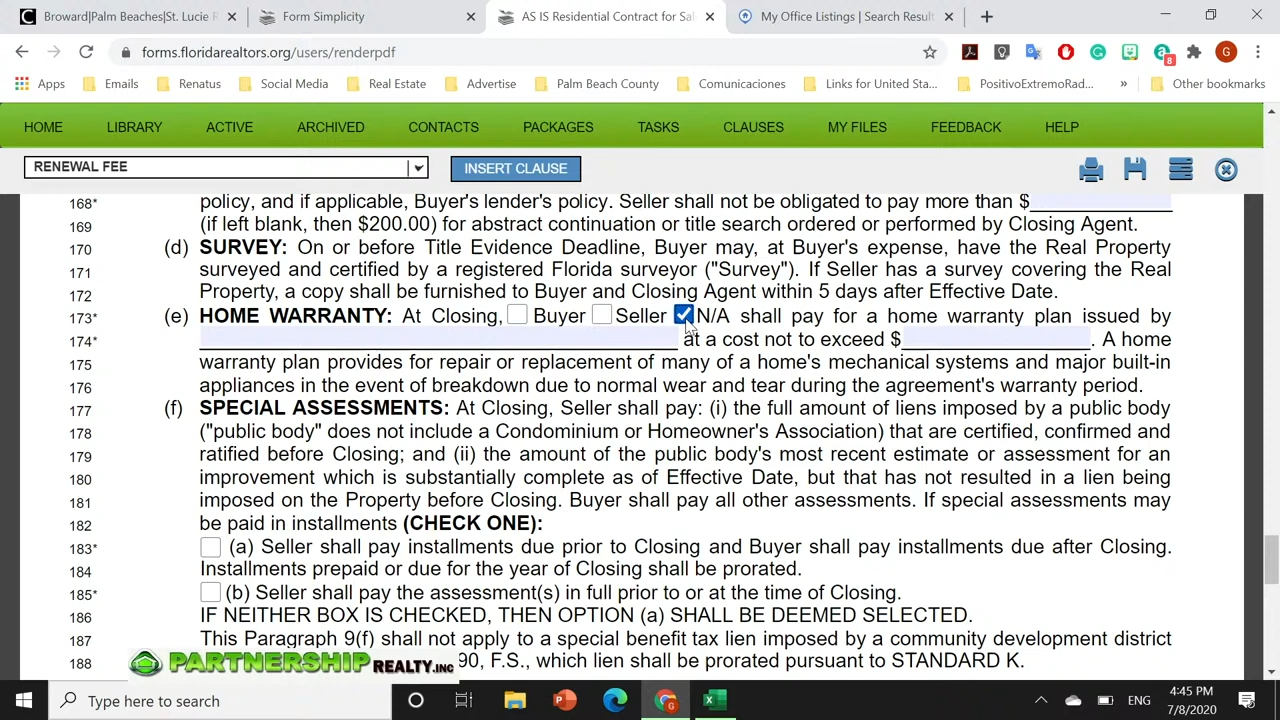 Broward|Palm Beaches|St. Lucie R
Form Simplicity
AS IS Residential Contract for Sal
My Office Listings | Search Result
forms.floridarealtors.org/users/renderpdf
8
G
Apps
Emails
Renatus
Social Media
Real Estate
Advertise
Palm Beach County
Comunicaciones
Links for United Sta...
PositivoExtremoRad...
»
Other bookmarks
HOME
LIBRARY
ACTIVE
ARCHIVED
CONTACTS
PACKAGES
TASKS
CLAUSES
MY FILES
FEEDBACK
HELP
RENEWAL FEE
INSERT CLAUSE
168* policy, and if applicable, Buyer's lender's policy. Seller shall not be obligated to pay more than $
169 (if left blank, then $200.00) for abstract continuation or title search ordered or performed by Closing Agent.
170 (d) SURVEY: On or before Title Evidence Deadline, Buyer may, at Buyer's expense, have the Real Property
171 surveyed and certified by a registered Florida surveyor ("Survey"). If Seller has a survey covering the Real
172 Property, a copy shall be furnished to Buyer and Closing Agent within 5 days after Effective Date.
173* (e) HOME WARRANTY: At Closing, Buyer Seller N/A shall pay for a home warranty plan issued by
174* at a cost not to exceed $ . A home
175 warranty plan provides for repair or replacement of many of a home's mechanical systems and major built-in
176 appliances in the event of breakdown due to normal wear and tear during the agreement's warranty period.
177 (f) SPECIAL ASSESSMENTS: At Closing, Seller shall pay: (i) the full amount of liens imposed by a public body
178 ("public body" does not include a Condominium or Homeowner's Association) that are certified, confirmed and
179 ratified before Closing; and (ii) the amount of the public body's most recent estimate or assessment for an
180 improvement which is substantially complete as of Effective Date, but that has not resulted in a lien being
181 imposed on the Property before Closing. Buyer shall pay all other assessments. If special assessments may
182 be paid in installments (CHECK ONE):
183* (a) Seller shall pay installments due prior to Closing and Buyer shall pay installments due after Closing.
184 Installments prepaid or due for the year of Closing shall be prorated.
185* (b) Seller shall pay the assessment(s) in full prior to or at the time of Closing.
186 IF NEITHER BOX IS CHECKED, THEN OPTION (a) SHALL BE DEEMED SELECTED.
187 This Paragraph 9(f) shall not apply to a special benefit tax lien imposed by a community development district
188 90, F.S., which lien shall be prorated pursuant to STANDARD K.
PARTNERSHIP REALTY.INC
Type here to search
ENG
4:45 PM
7/8/2020